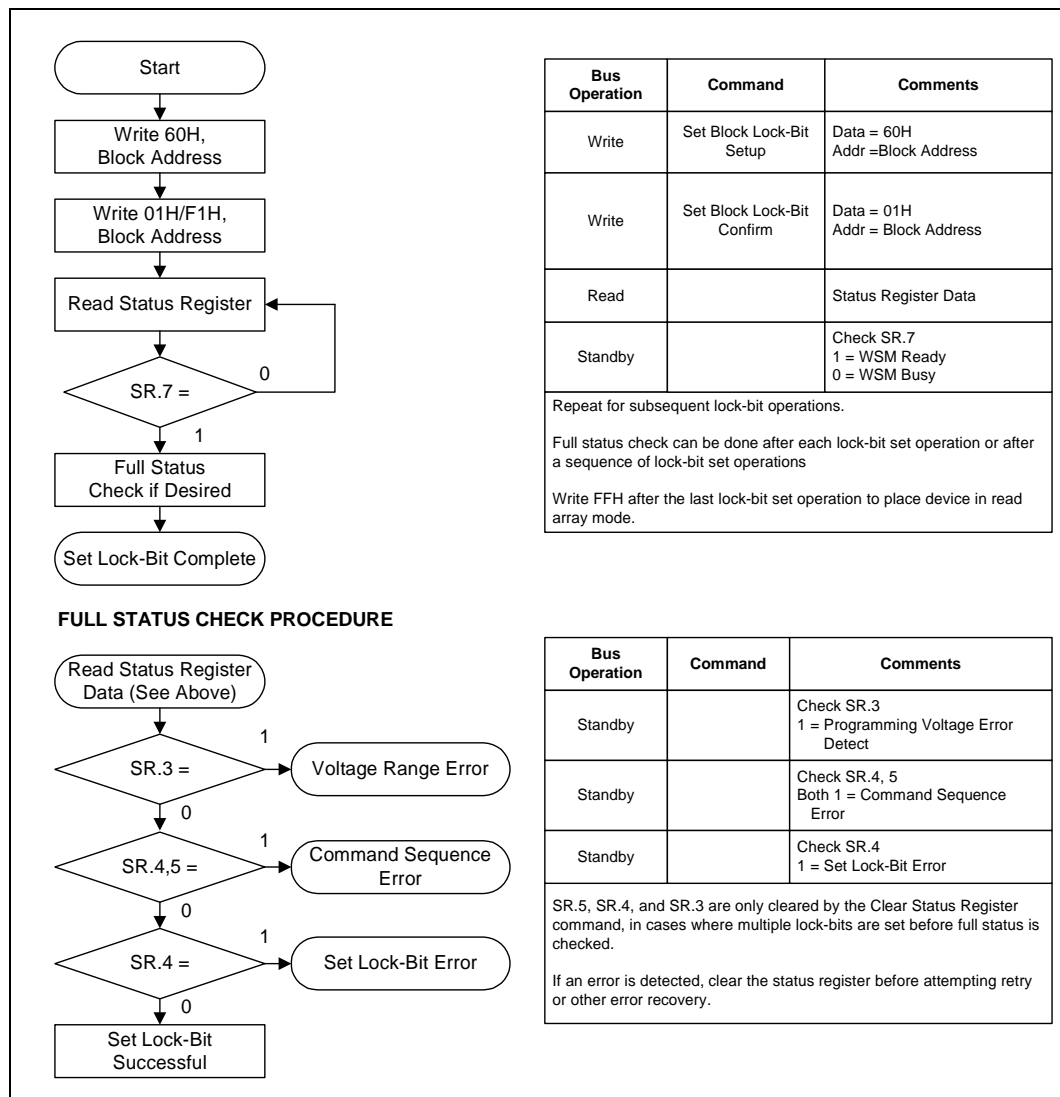 Start
Write 60H,
Block Address
Write 01H/F1H,
Block Address
Read Status Register
SR.7 =
0
1
Full Status
Check if Desired
Set Lock-Bit Complete
Bus
Operation
Command
Comments
Write
Set Block Lock-Bit
Setup
Data = 60H
Addr =Block Address
Write
Set Block Lock-Bit
Confirm
Data = 01H
Addr = Block Address
Read
Status Register Data
Standby
Check SR.7
1 = WSM Ready
0 = WSM Busy
Repeat for subsequent lock-bit operations.
Full status check can be done after each lock-bit set operation or after
a sequence of lock-bit set operations
Write FFH after the last lock-bit set operation to place device in read
array mode.
FULL STATUS CHECK PROCEDURE
Read Status Register
Data (See Above)
SR.3 =
1
Voltage Range Error
0
SR.4,5 =
1
Command Sequence
Error
0
SR.4 =
1
Set Lock-Bit Error
0
Set Lock-Bit
Successful
Bus
Operation
Command
Comments
Standby
Check SR.3
1 = Programming Voltage Error
Detect
Standby
Check SR.4, 5
Both 1 = Command Sequence
Error
Standby
Check SR.4
1 = Set Lock-Bit Error
SR.5, SR.4, and SR.3 are only cleared by the Clear Status Register
command, in cases where multiple lock-bits are set before full status is
checked.
If an error is detected, clear the status register before attempting retry
or other error recovery.